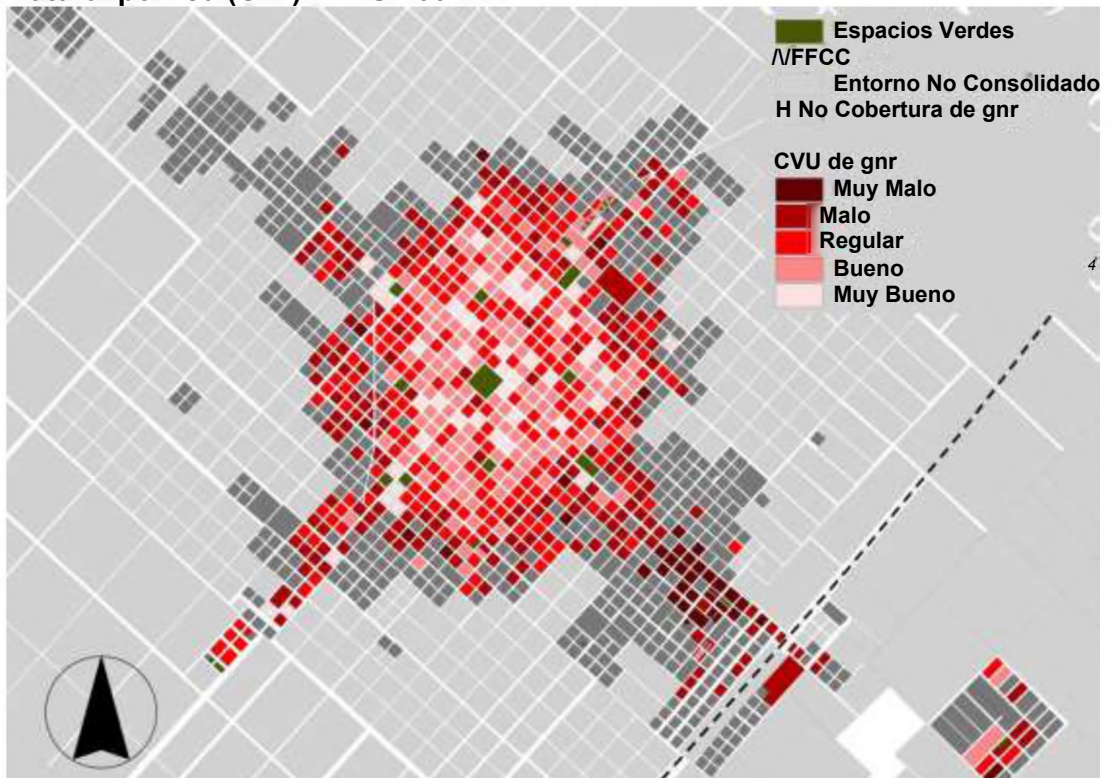 Espacios Verdes
/\/FFCC
Entorno No Consolidado
H No Cobertura de gnr
CVU de gnr
Muy Malo
Malo
Regular
Bueno
Muy Bueno
4